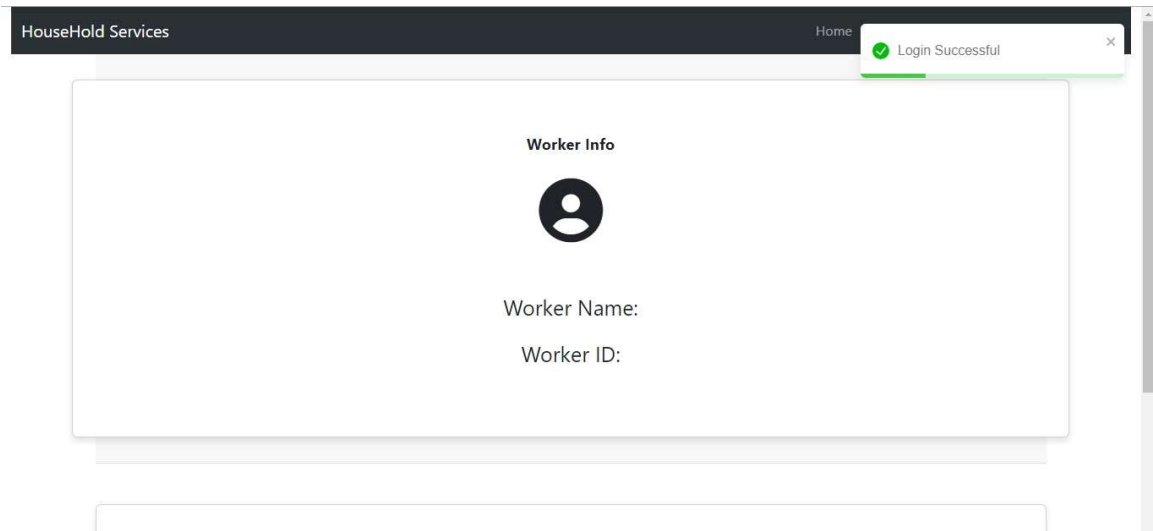 HouseHold Services
Home
Login Successful
Worker Info
Worker Name:
Worker ID: